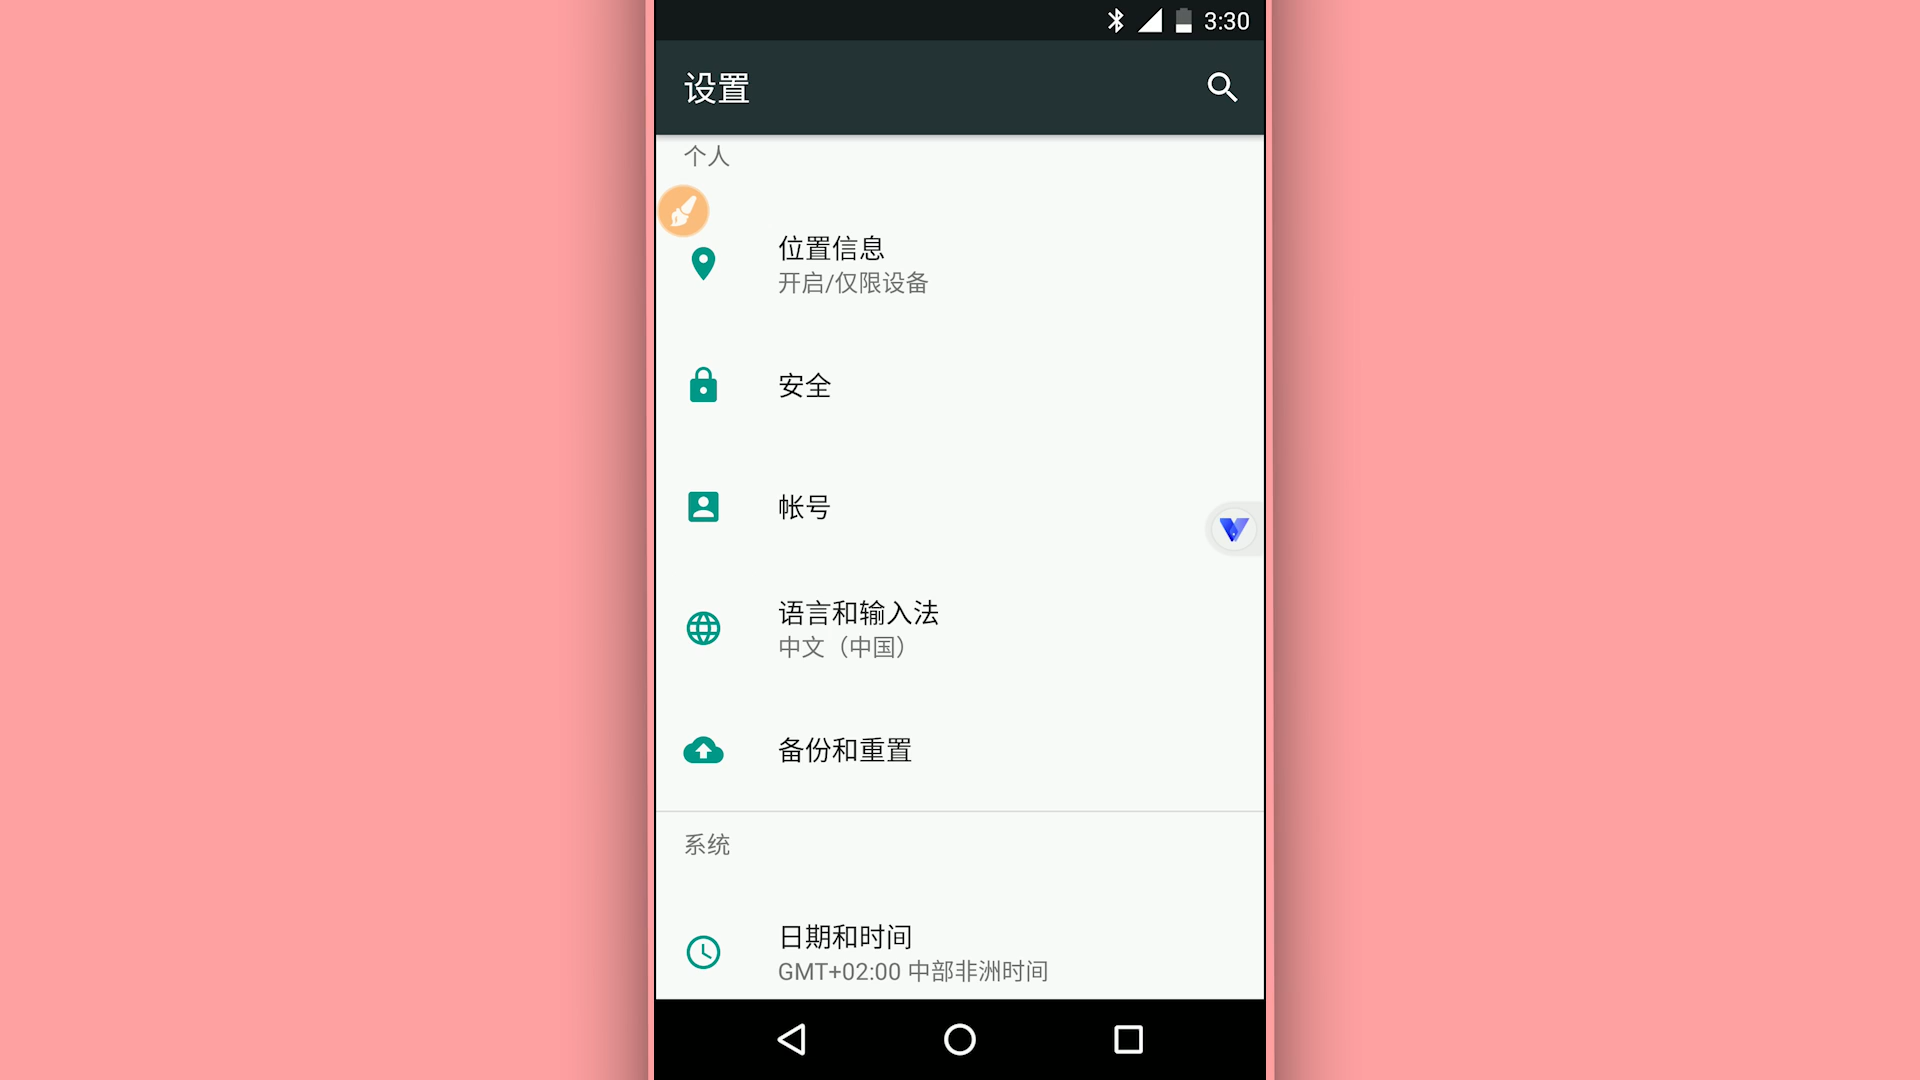 3:30
设置
个人
位置信息
开启/仅限设备
安全
帐号
语言和输入法
中文（中国）
备份和重置
系统
日期和时间
GMT+02:00 中部非洲时间